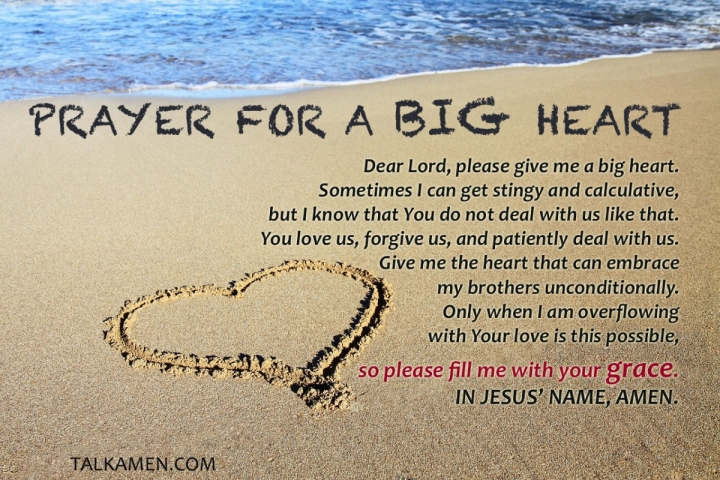 PRAYER FOR A BIG HEART
Dear Lord, please give me a big heart.
Sometimes I can get stingy and calculative,
but I know that You do not deal with us like that.
You love us, forgive us, and patiently deal with us.
Give me the heart that can embrace
my brothers unconditionally.
Only when I am overflowing
with Your love is this possible,
so please fill me with your grace.
IN JESUS’ NAME, AMEN.
TALKAMEN.COM